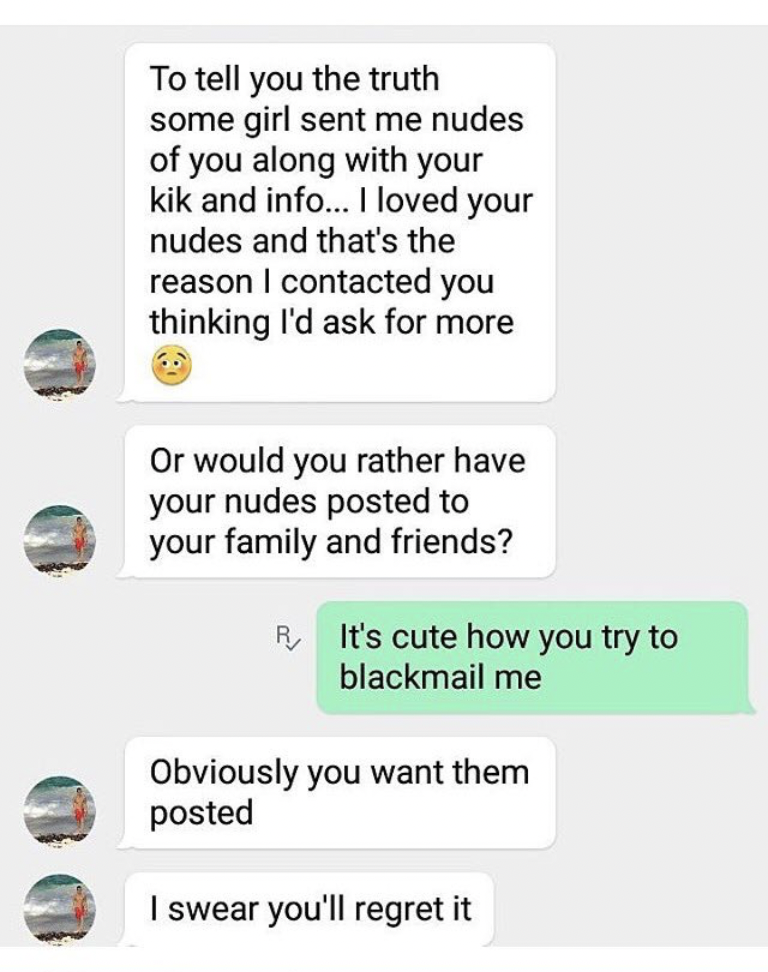 To tell you the truth
some girl sent me nudes
of you along with your
kik and info... I loved your
nudes and that's the
reason I contacted you
thinking I'd ask for more
😟
Or would you rather have
your nudes posted to
your family and friends?
R✓
It's cute how you try to
blackmail me
Obviously you want them
posted
I swear you'll regret it